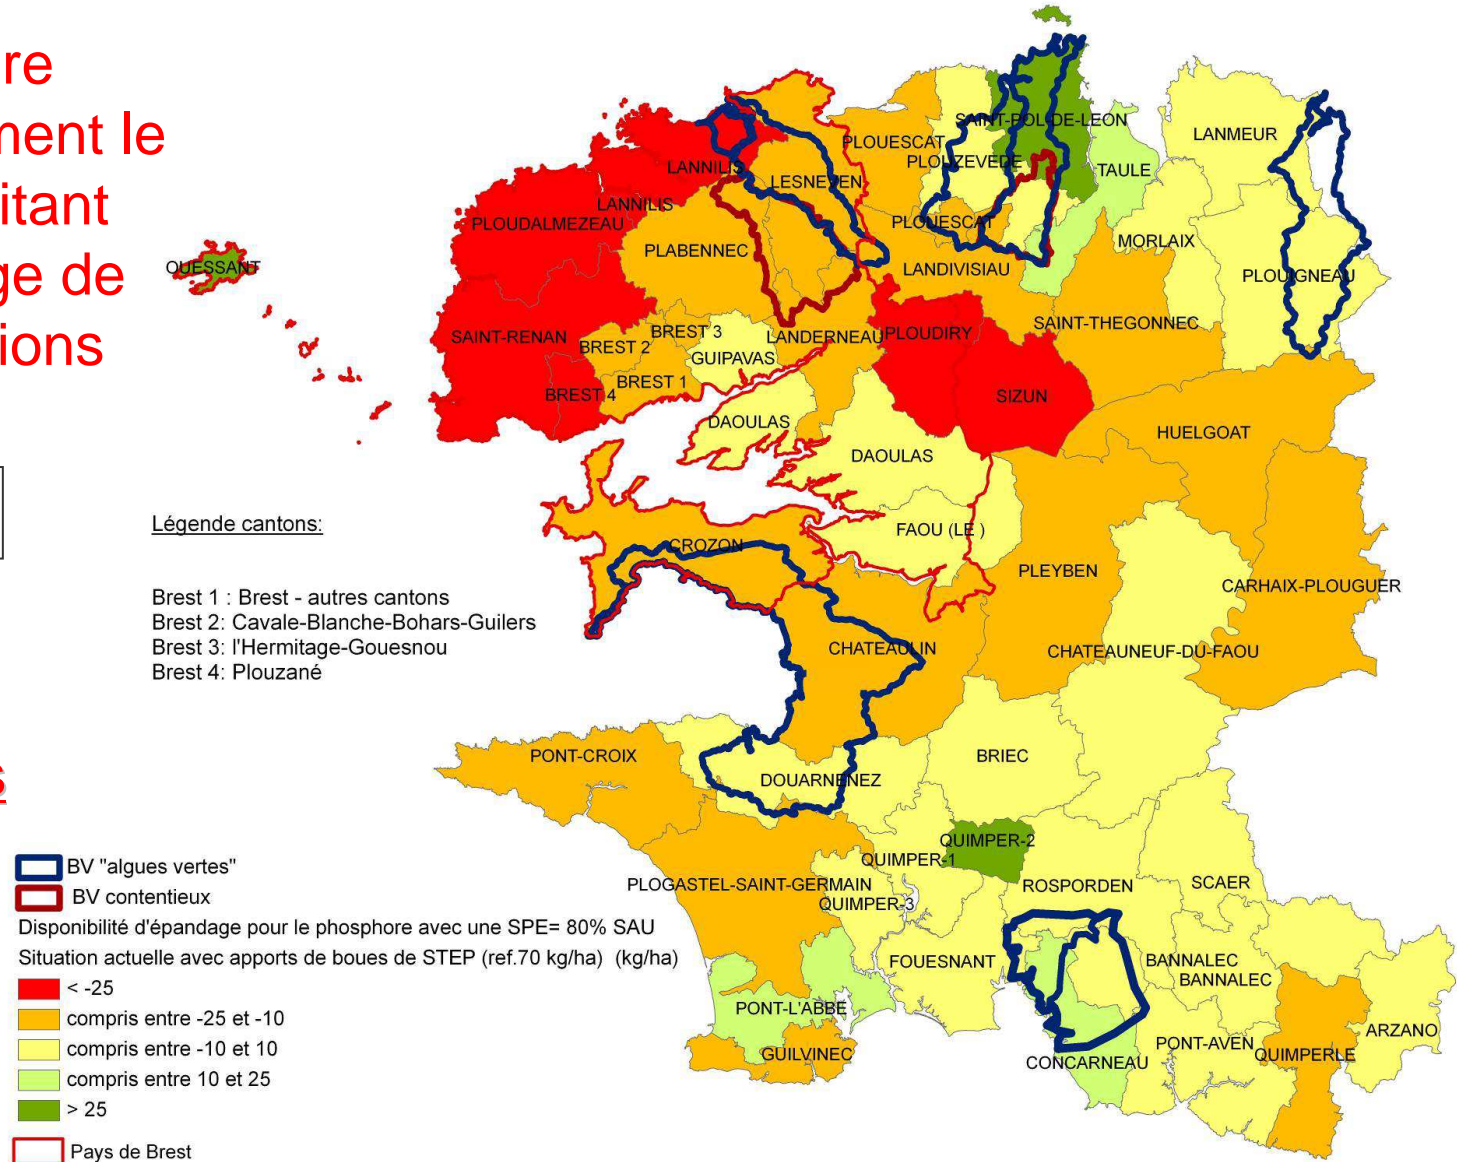 re
ment le
itant
ge de
ions
s
Légende cantons:
Brest 1 : Brest - autres cantons
Brest 2: Cavale-Blanche-Bohars-Guilers
Brest 3: l'Hermitage-Gouesnou
Brest 4: Plouzané
OUESSANT
PLOUDALMEZEAU
LANNILIS
LANNILIS
LESNEVEN
PLABENNEC
SAINT-RENAN
BREST 2
BREST 3
BREST 4
BREST 1
GUIPAVAS
LANDERNEAU
PLOUDIRY
SIZUN
PLOUESCAT
PLOUZEVEDE
SAINT-POL-DE-LEON
TAULE
PLOUESCAT
LANDIVISIAU
LANMEUR
MORLAIX
PLOUIGNEAU
SAINT-THEGONNEC
HUELGOAT
DAOULAS
DAOULAS
FAOU (LE )
CROZON
PLEYBEN
CARHAIX-PLOUGUER
CHATEAULIN
CHATEAUNEUF-DU-FAOU
PONT-CROIX
DOUARNENEZ
BRIEC
QUIMPER-2
QUIMPER-1
QUIMPER-3
PLOGASTEL-SAINT-GERMAIN
ROSPORDEN
SCAER
FOUESNANT
BANNALEC
BANNALEC
PONT-L'ABBE
GUILVINEC
CONCARNEAU
PONT-AVEN
QUIMPERLE
ARZANO
BV "algues vertes"
BV contentieux
Disponibilité d'épandage pour le phosphore avec une SPE= 80% SAU
Situation actuelle avec apports de boues de STEP (ref.70 kg/ha) (kg/ha)
< -25
compris entre -25 et -10
compris entre -10 et 10
compris entre 10 et 25
> 25
Pays de Brest